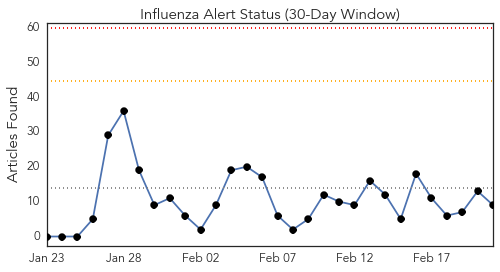 Influenza Alert Status (30-Day Window)
Articles Found
60
50
40
30
20
10
0
Jan 23 Jan 28 Feb 02 Feb 07 Feb 12 Feb 17